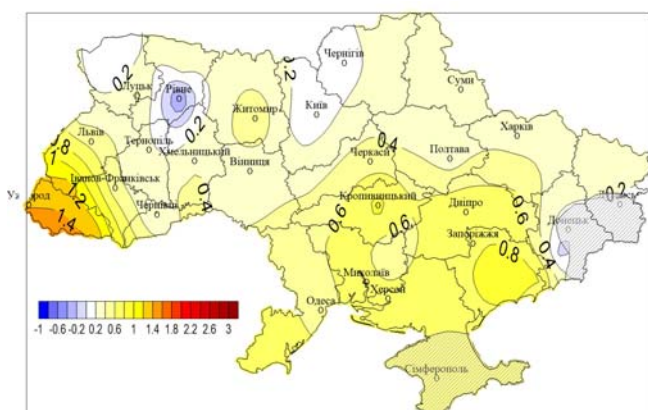 Чернігів
0.2
0.2
Луцьк
Рівне
Суми
Житомир
Київ
0.2
Львів
0.8
1
Тернопіль
Хмельницький
Вінниця
Черкаси
0.4
Полтава
Харків
Івано-Франківськ
1.2
1.4
Чернівці
0.4
Кропивницький
0.6
0.6
Дніпро
Запоріжжя
0.6
0.8
0.4
0.2
Донецьк
Миколаїв
Херсон
Одеса
Сімферополь
-1 -0.6 -0.2 0.2 0.6 1 1.4 1.8 2.2 2.6 3